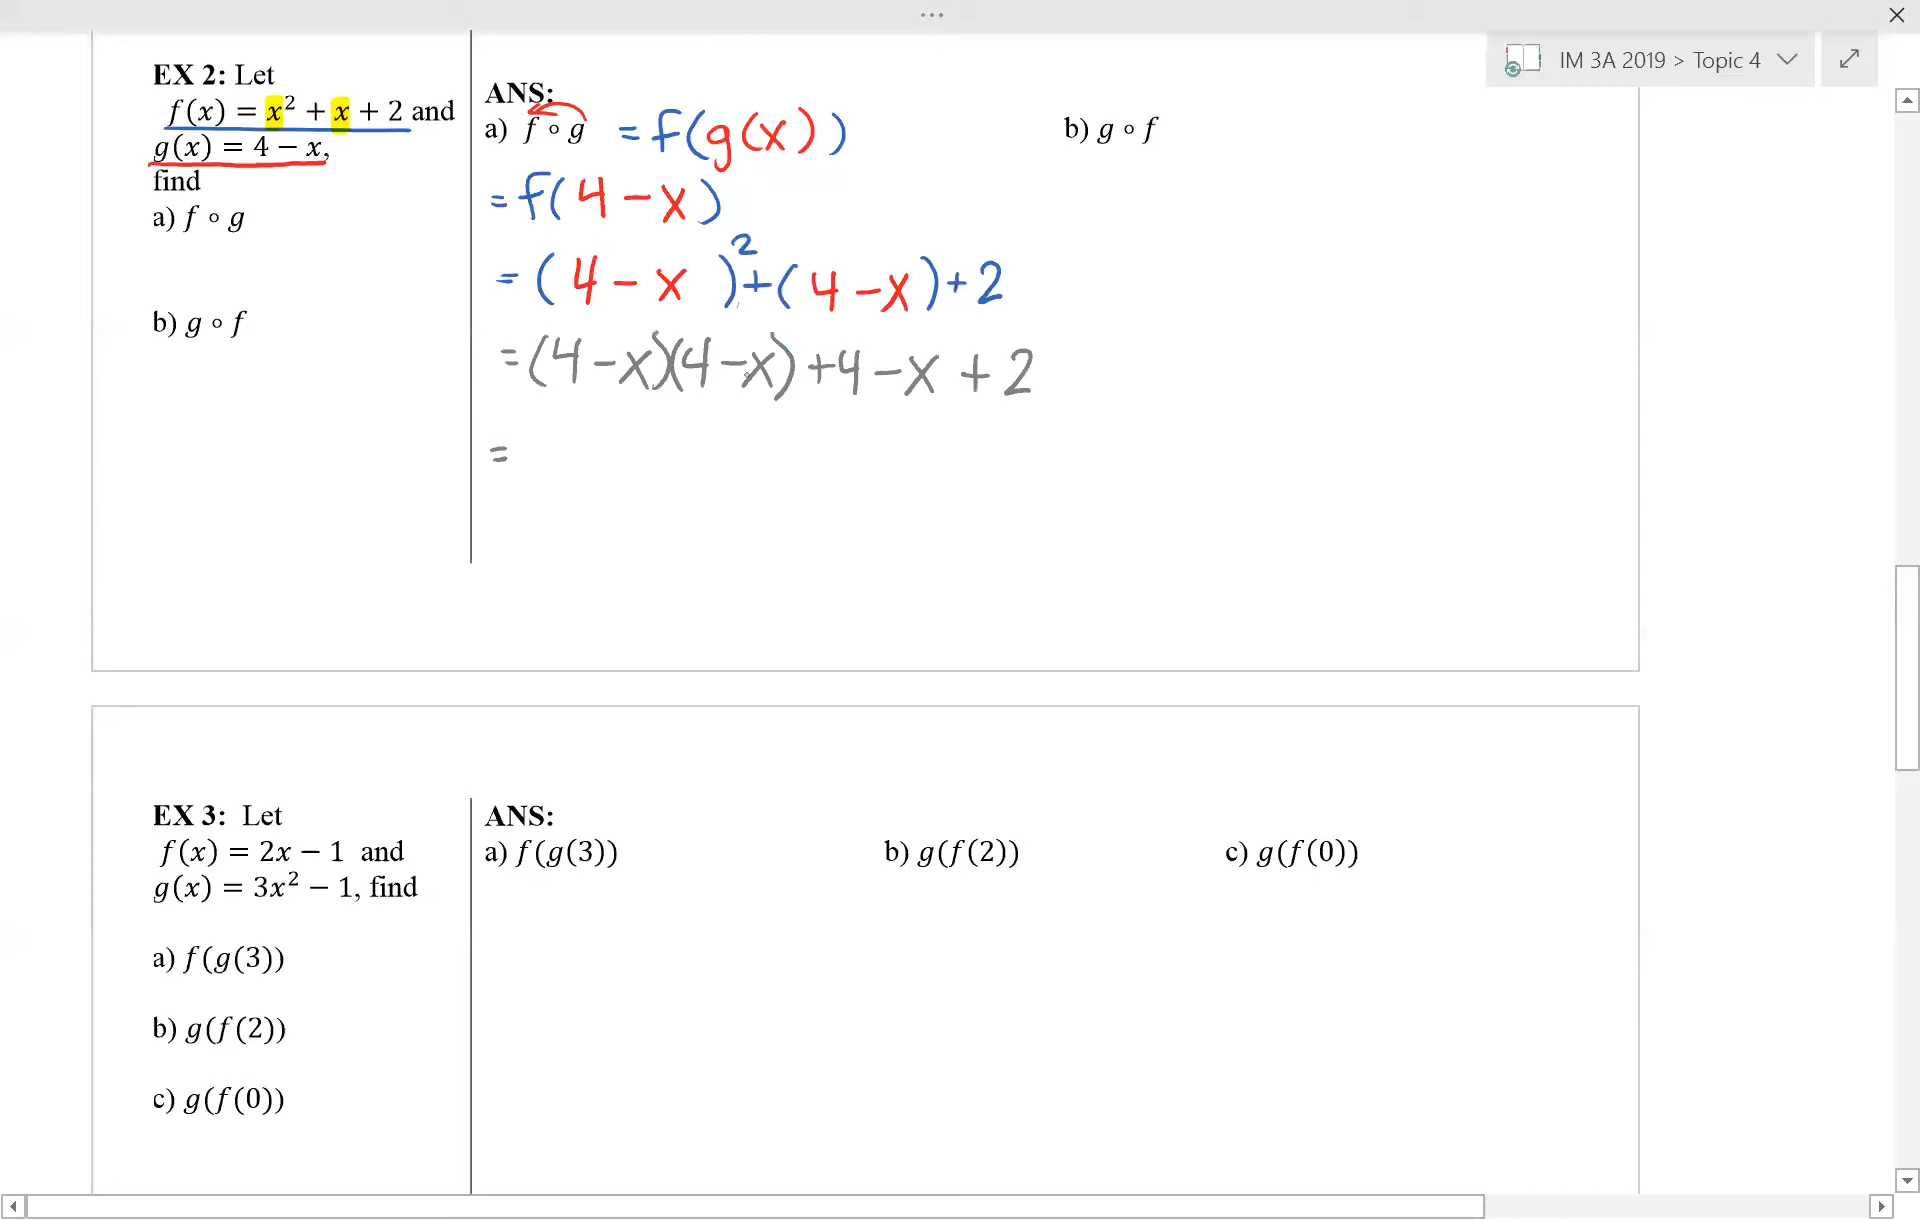 IM 3A 2019 > Topic 4
EX 2: Let
f(x) = x² + x + 2 and
g(x) = 4 − x,
find
a) f ∘ g
b) g ∘ f
ANS:
a) f ∘ g = f(g(x))
= f(4 − x)
= (4 − x)² + (4 − x) + 2
= (4 − x)(4 − x) + 4 − x + 2
=
b) g ∘ f
EX 3: Let
f(x) = 2x − 1 and
g(x) = 3x² − 1, find
a) f(g(3))
b) g(f(2))
c) g(f(0))
ANS:
a) f(g(3))
b) g(f(2))
c) g(f(0))